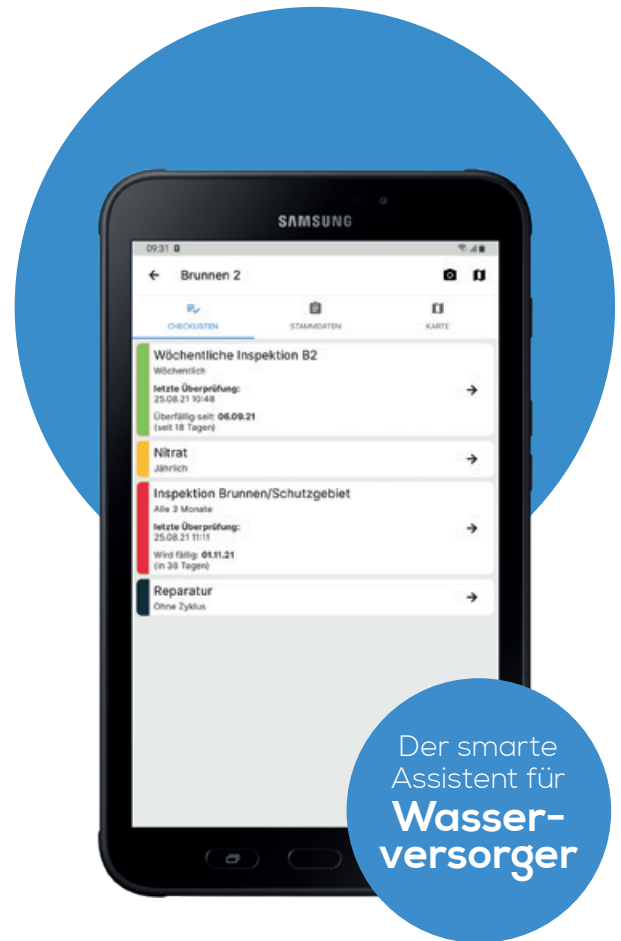 SAMSUNG
09:31
Brunnen 2
CHECKLISTEN STAMMDATEN KARTE
Wöchentliche Inspektion B2
Wöchentlich
letzte Überprüfung:
25.08.21 10:48
Überfällig seit: 06.09.21
(seit 18 Tagen)
Nitrat
Jährlich
Inspektion Brunnen/Schutzgebiet
Alle 3 Monate
letzte Überprüfung:
25.08.21 11:11
Wird fällig: 01.11.21
(in 38 Tagen)
Reparatur
Ohne Zyklus
Der smarte
Assistent für
Wasser-
versorger